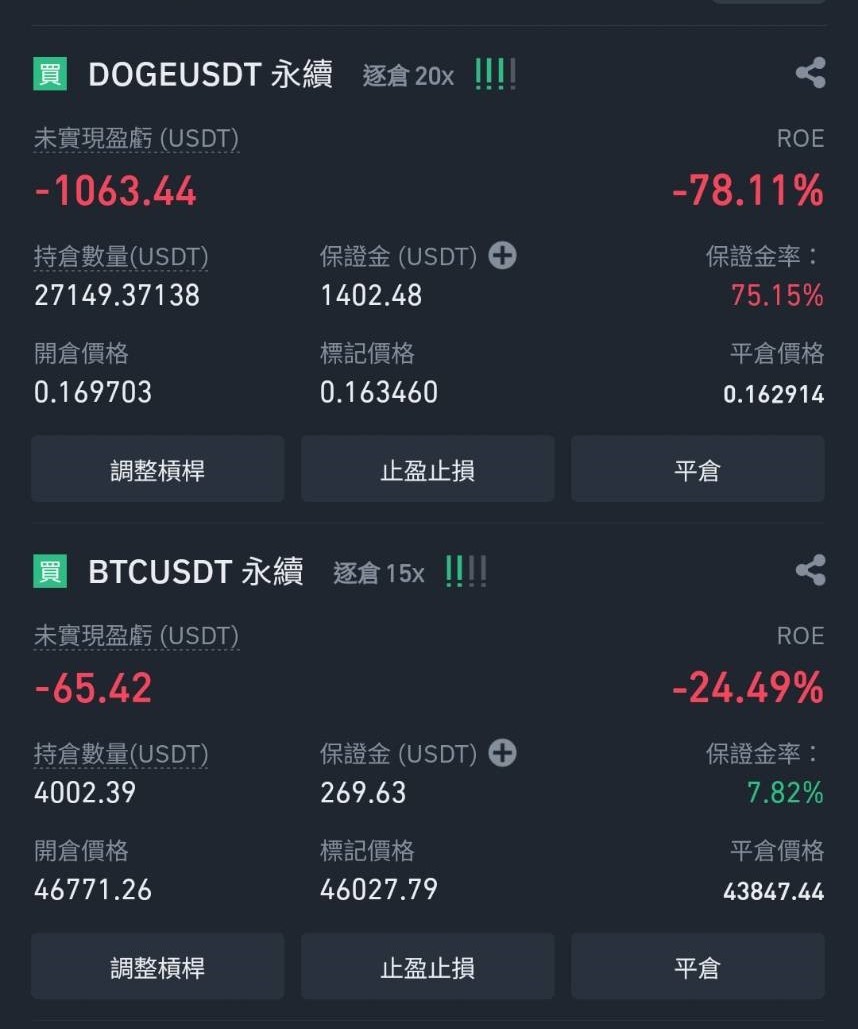 買 DOGEUSDT 永續 逐倉 20x
未實現盈虧 (USDT) ROE
-1063.44 -78.11%
持倉數量(USDT) 保證金 (USDT) 保證金率：
27149.37138 1402.48 75.15%
開倉價格 標記價格 平倉價格
0.169703 0.163460 0.162914
調整槓桿 止盈止損 平倉
買 BTCUSDT 永續 逐倉 15x
未實現盈虧 (USDT) ROE
-65.42 -24.49%
持倉數量(USDT) 保證金 (USDT) 保證金率：
4002.39 269.63 7.82%
開倉價格 標記價格 平倉價格
46771.26 46027.79 43847.44
調整槓桿 止盈止損 平倉